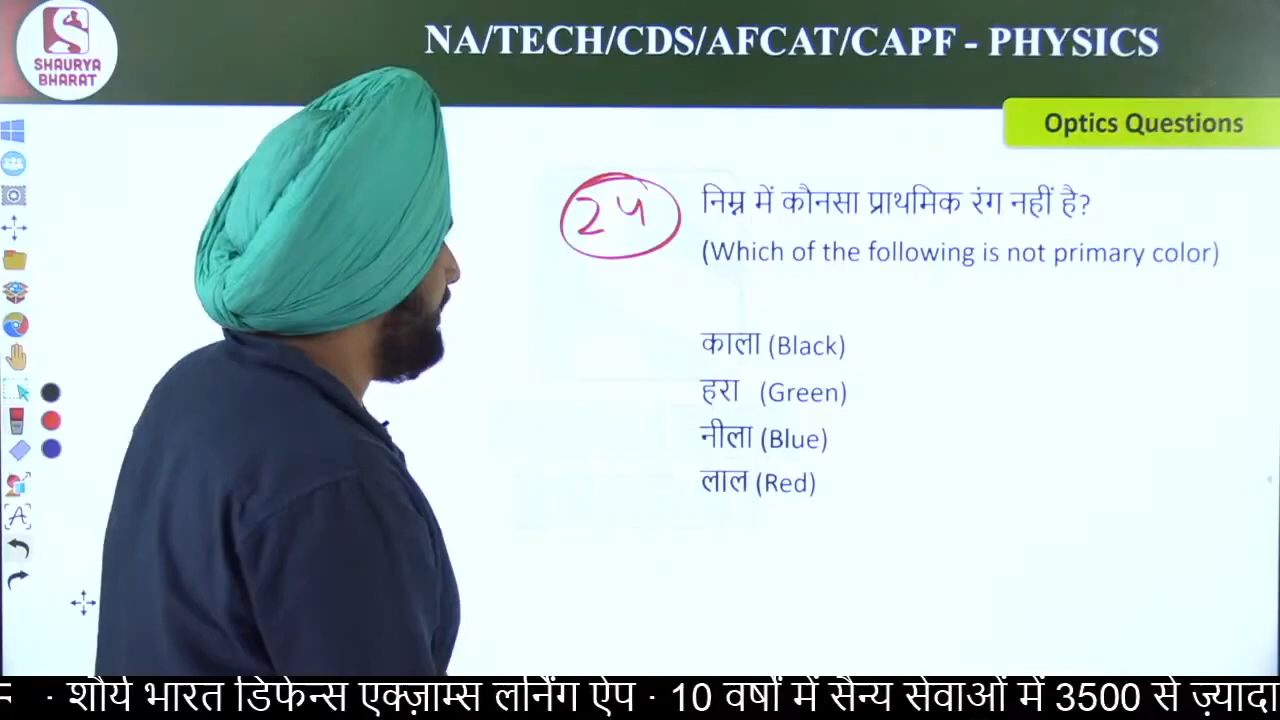 SHAURYA
BHARAT
NA/TECH/CDS/AFCAT/CAPF - PHYSICS
Optics Questions
24
निम्न में कौनसा प्राथमिक रंग नहीं है?
(Which of the following is not primary color)
काला (Black)
हरा (Green)
नीला (Blue)
लाल (Red)
· शौर्य भारत डिफेन्स एक्ज़ाम्स लर्निंग ऐप · 10 वर्षों में सैन्य सेवाओं में 3500 से ज़्यादा